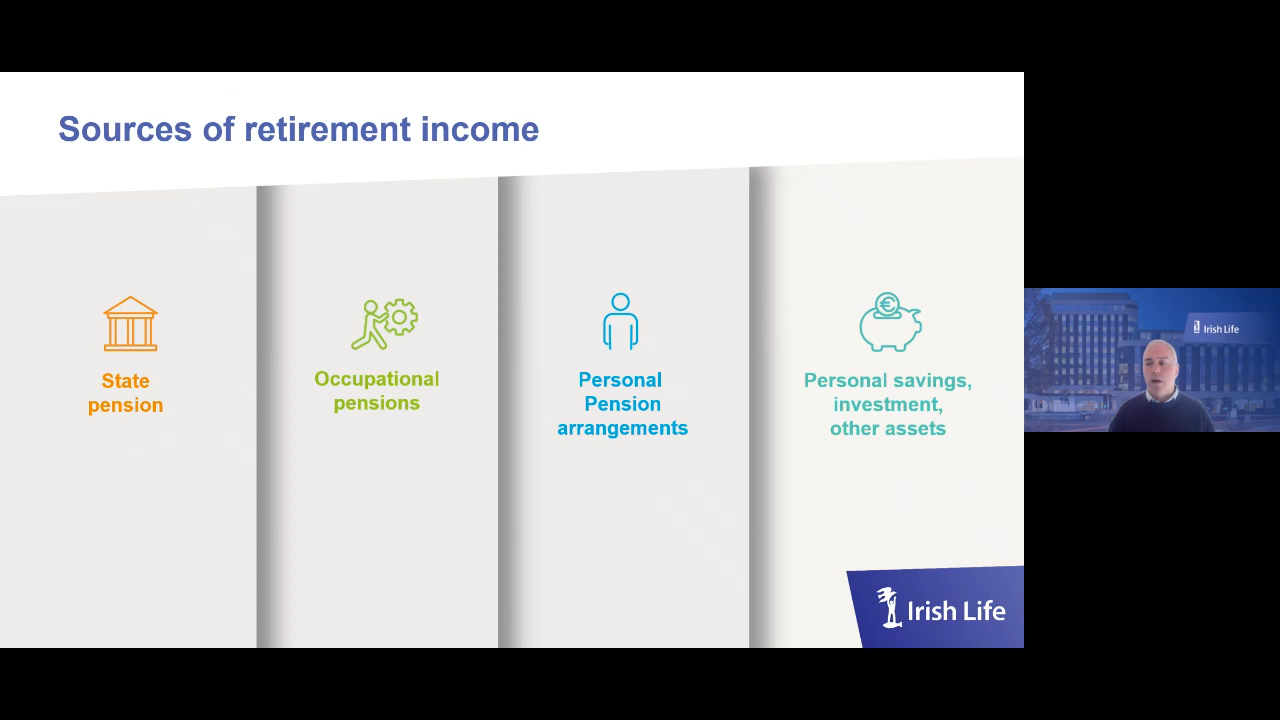 Sources of retirement income
State
pension
Occupational
pensions
Personal
Pension
arrangements
€
Personal savings,
investment,
other assets
Irish Life
Irish Life